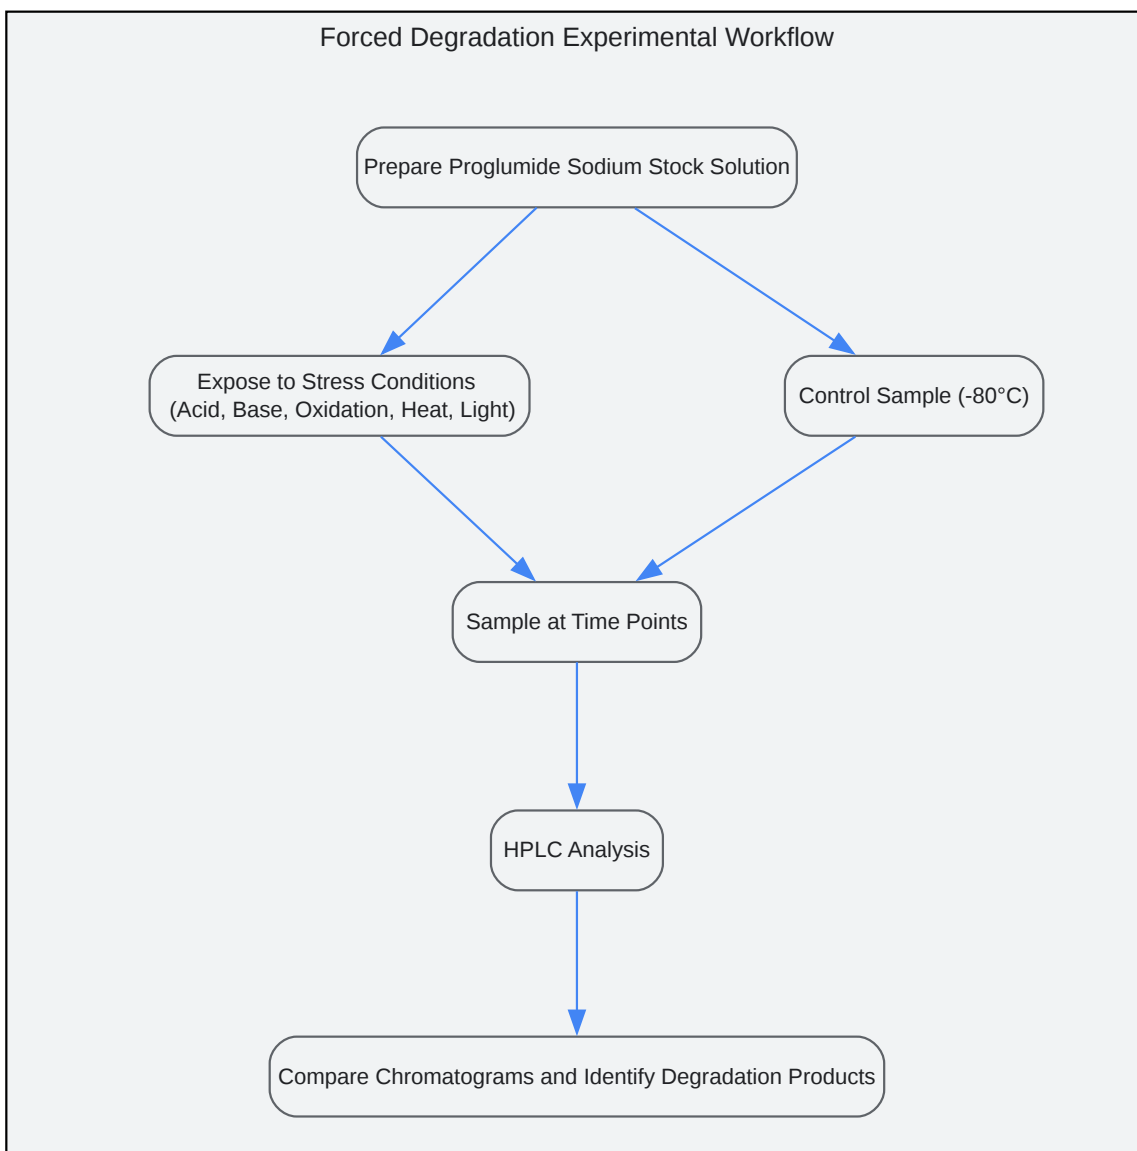 Forced Degradation Experimental Workflow
Prepare Proglumide Sodium Stock Solution
Expose to Stress Conditions
(Acid, Base, Oxidation, Heat, Light)
Control Sample (-80°C)
Sample at Time Points
HPLC Analysis
Compare Chromatograms and Identify Degradation Products